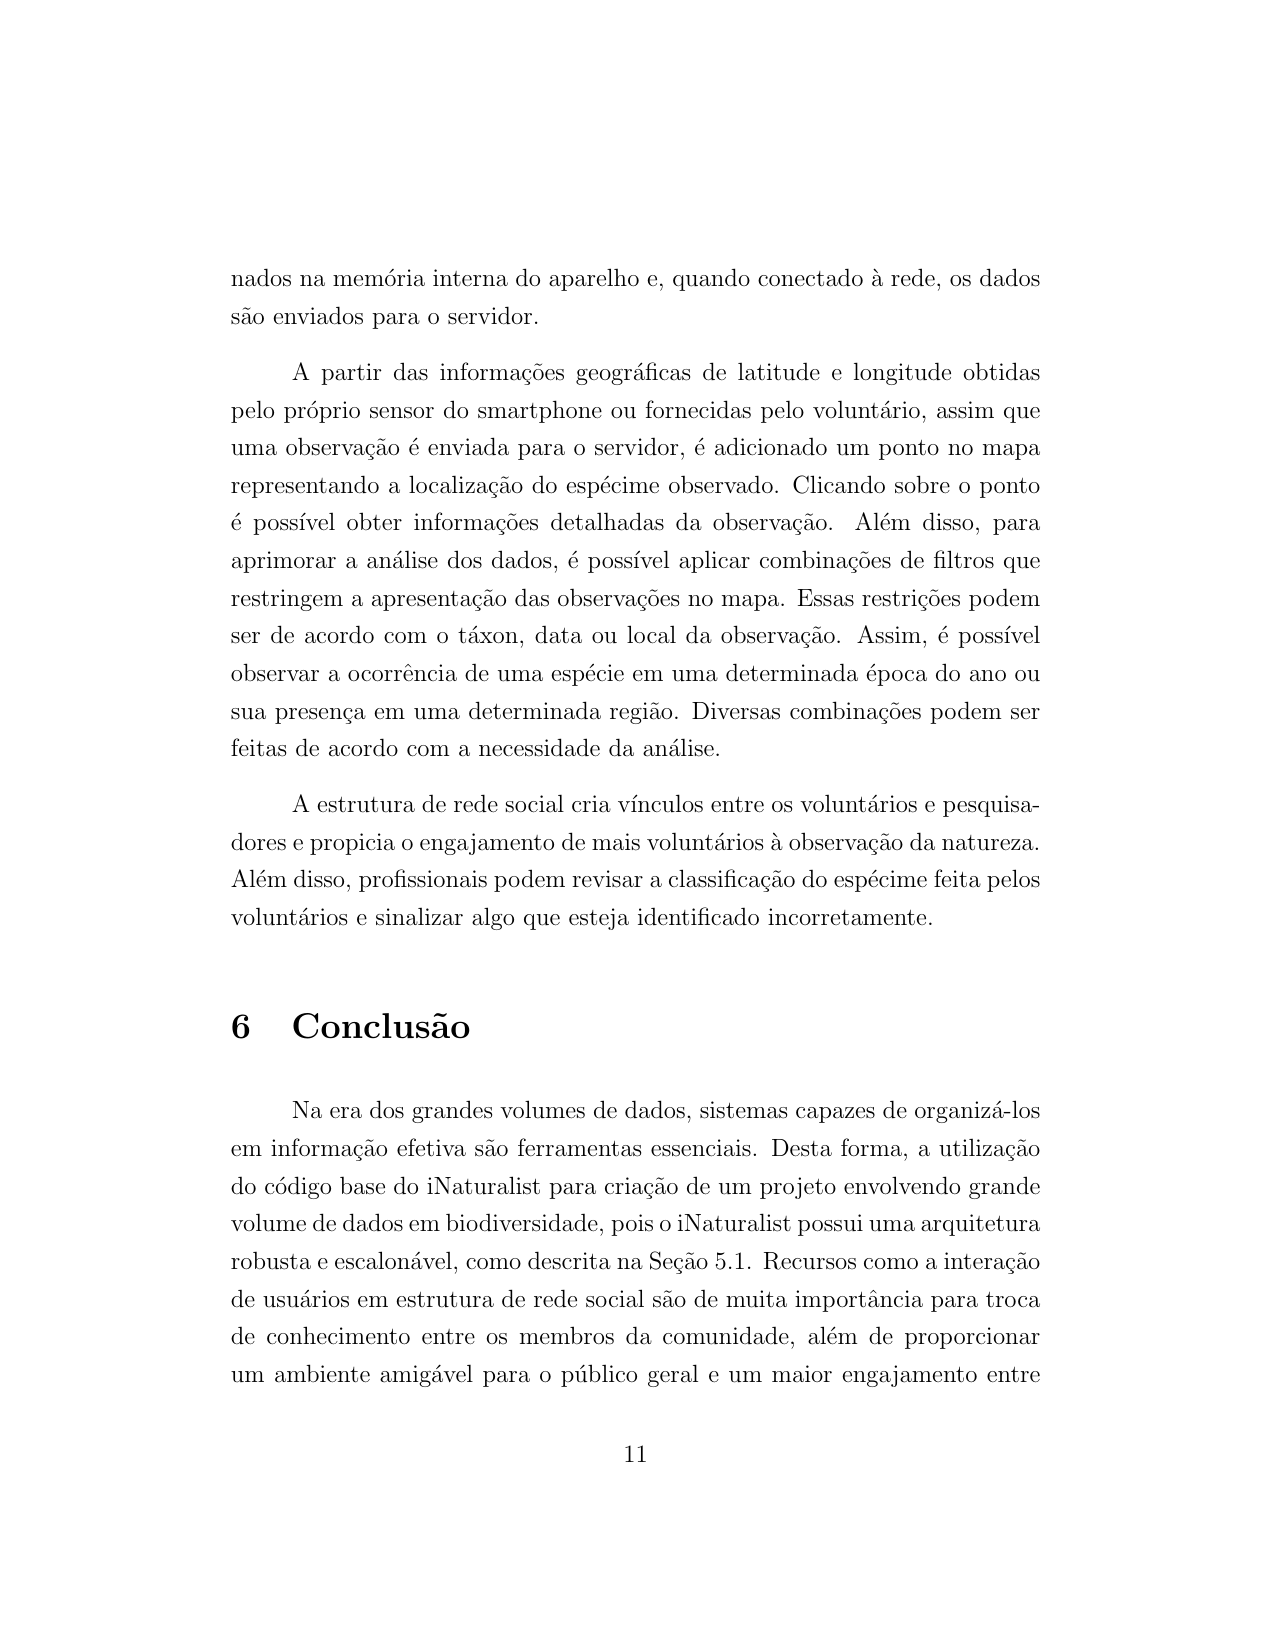 nados na memória interna do aparelho e, quando conectado à rede, os dados
são enviados para o servidor.
A partir das informações geográficas de latitude e longitude obtidas
pelo próprio sensor do smartphone ou fornecidas pelo voluntário, assim que
uma observação é enviada para o servidor, é adicionado um ponto no mapa
representando a localização do espécime observado. Clicando sobre o ponto
é possível obter informações detalhadas da observação. Além disso, para
aprimorar a análise dos dados, é possível aplicar combinações de filtros que
restringem a apresentação das observações no mapa. Essas restrições podem
ser de acordo com o táxon, data ou local da observação. Assim, é possível
observar a ocorrência de uma espécie em uma determinada época do ano ou
sua presença em uma determinada região. Diversas combinações podem ser
feitas de acordo com a necessidade da análise.
A estrutura de rede social cria vínculos entre os voluntários e pesquisa-
dores e propicia o engajamento de mais voluntários à observação da natureza.
Além disso, profissionais podem revisar a classificação do espécime feita pelos
voluntários e sinalizar algo que esteja identificado incorretamente.
6 Conclusão
Na era dos grandes volumes de dados, sistemas capazes de organizá-los
em informação efetiva são ferramentas essenciais. Desta forma, a utilização
do código base do iNaturalist para criação de um projeto envolvendo grande
volume de dados em biodiversidade, pois o iNaturalist possui uma arquitetura
robusta e escalonável, como descrita na Seção 5.1. Recursos como a interação
de usuários em estrutura de rede social são de muita importância para troca
de conhecimento entre os membros da comunidade, além de proporcionar
um ambiente amigável para o público geral e um maior engajamento entre
11